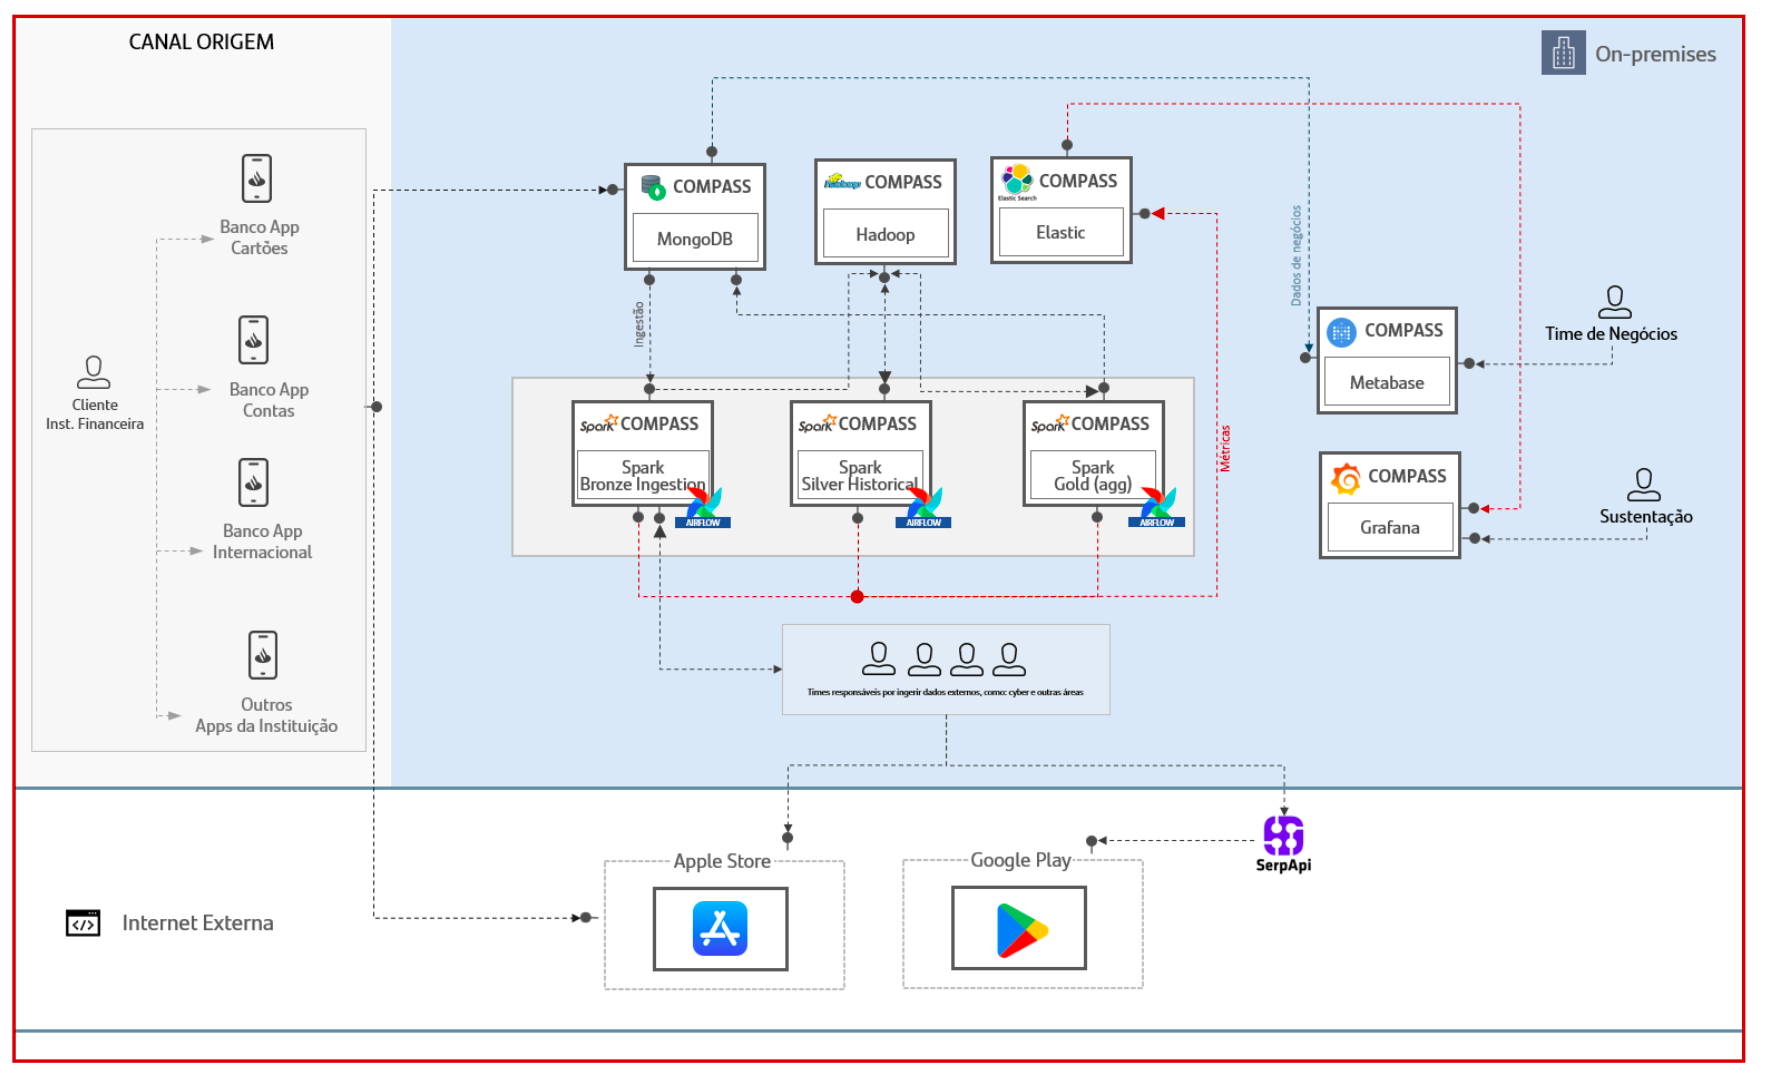 CANAL ORIGEM
On-premises
Banco App
Cartões
Banco App
Contas
Cliente
Inst. Financeira
Banco App
Internacional
Outros
Apps da Instituição
COMPASS
MongoDB
COMPASS
Hadoop
Elastic Search
COMPASS
Elastic
Dados de negócios
Ingestão
COMPASS
Metabase
Time de Negócios
Spark
COMPASS
Spark
Bronze Ingestion
AIRFLOW
Spark
COMPASS
Spark
Silver Historical
AIRFLOW
Spark
COMPASS
Spark
Gold (agg)
AIRFLOW
Métricas
COMPASS
Grafana
Sustentação
Times responsáveis por ingerir dados externos, como: cyber e outras áreas
Apple Store
Google Play
SerpApi
Internet Externa